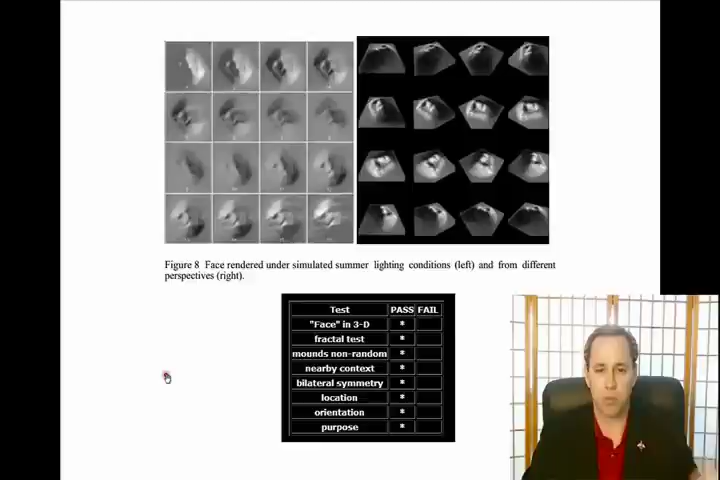 Figure 8 Face rendered under simulated summer lighting conditions (left) and from different
perspectives (right).
Test PASS FAIL
"Face" in 3-D *
fractal test *
mounds non-random *
nearby context *
bilateral symmetry *
location *
orientation *
purpose *